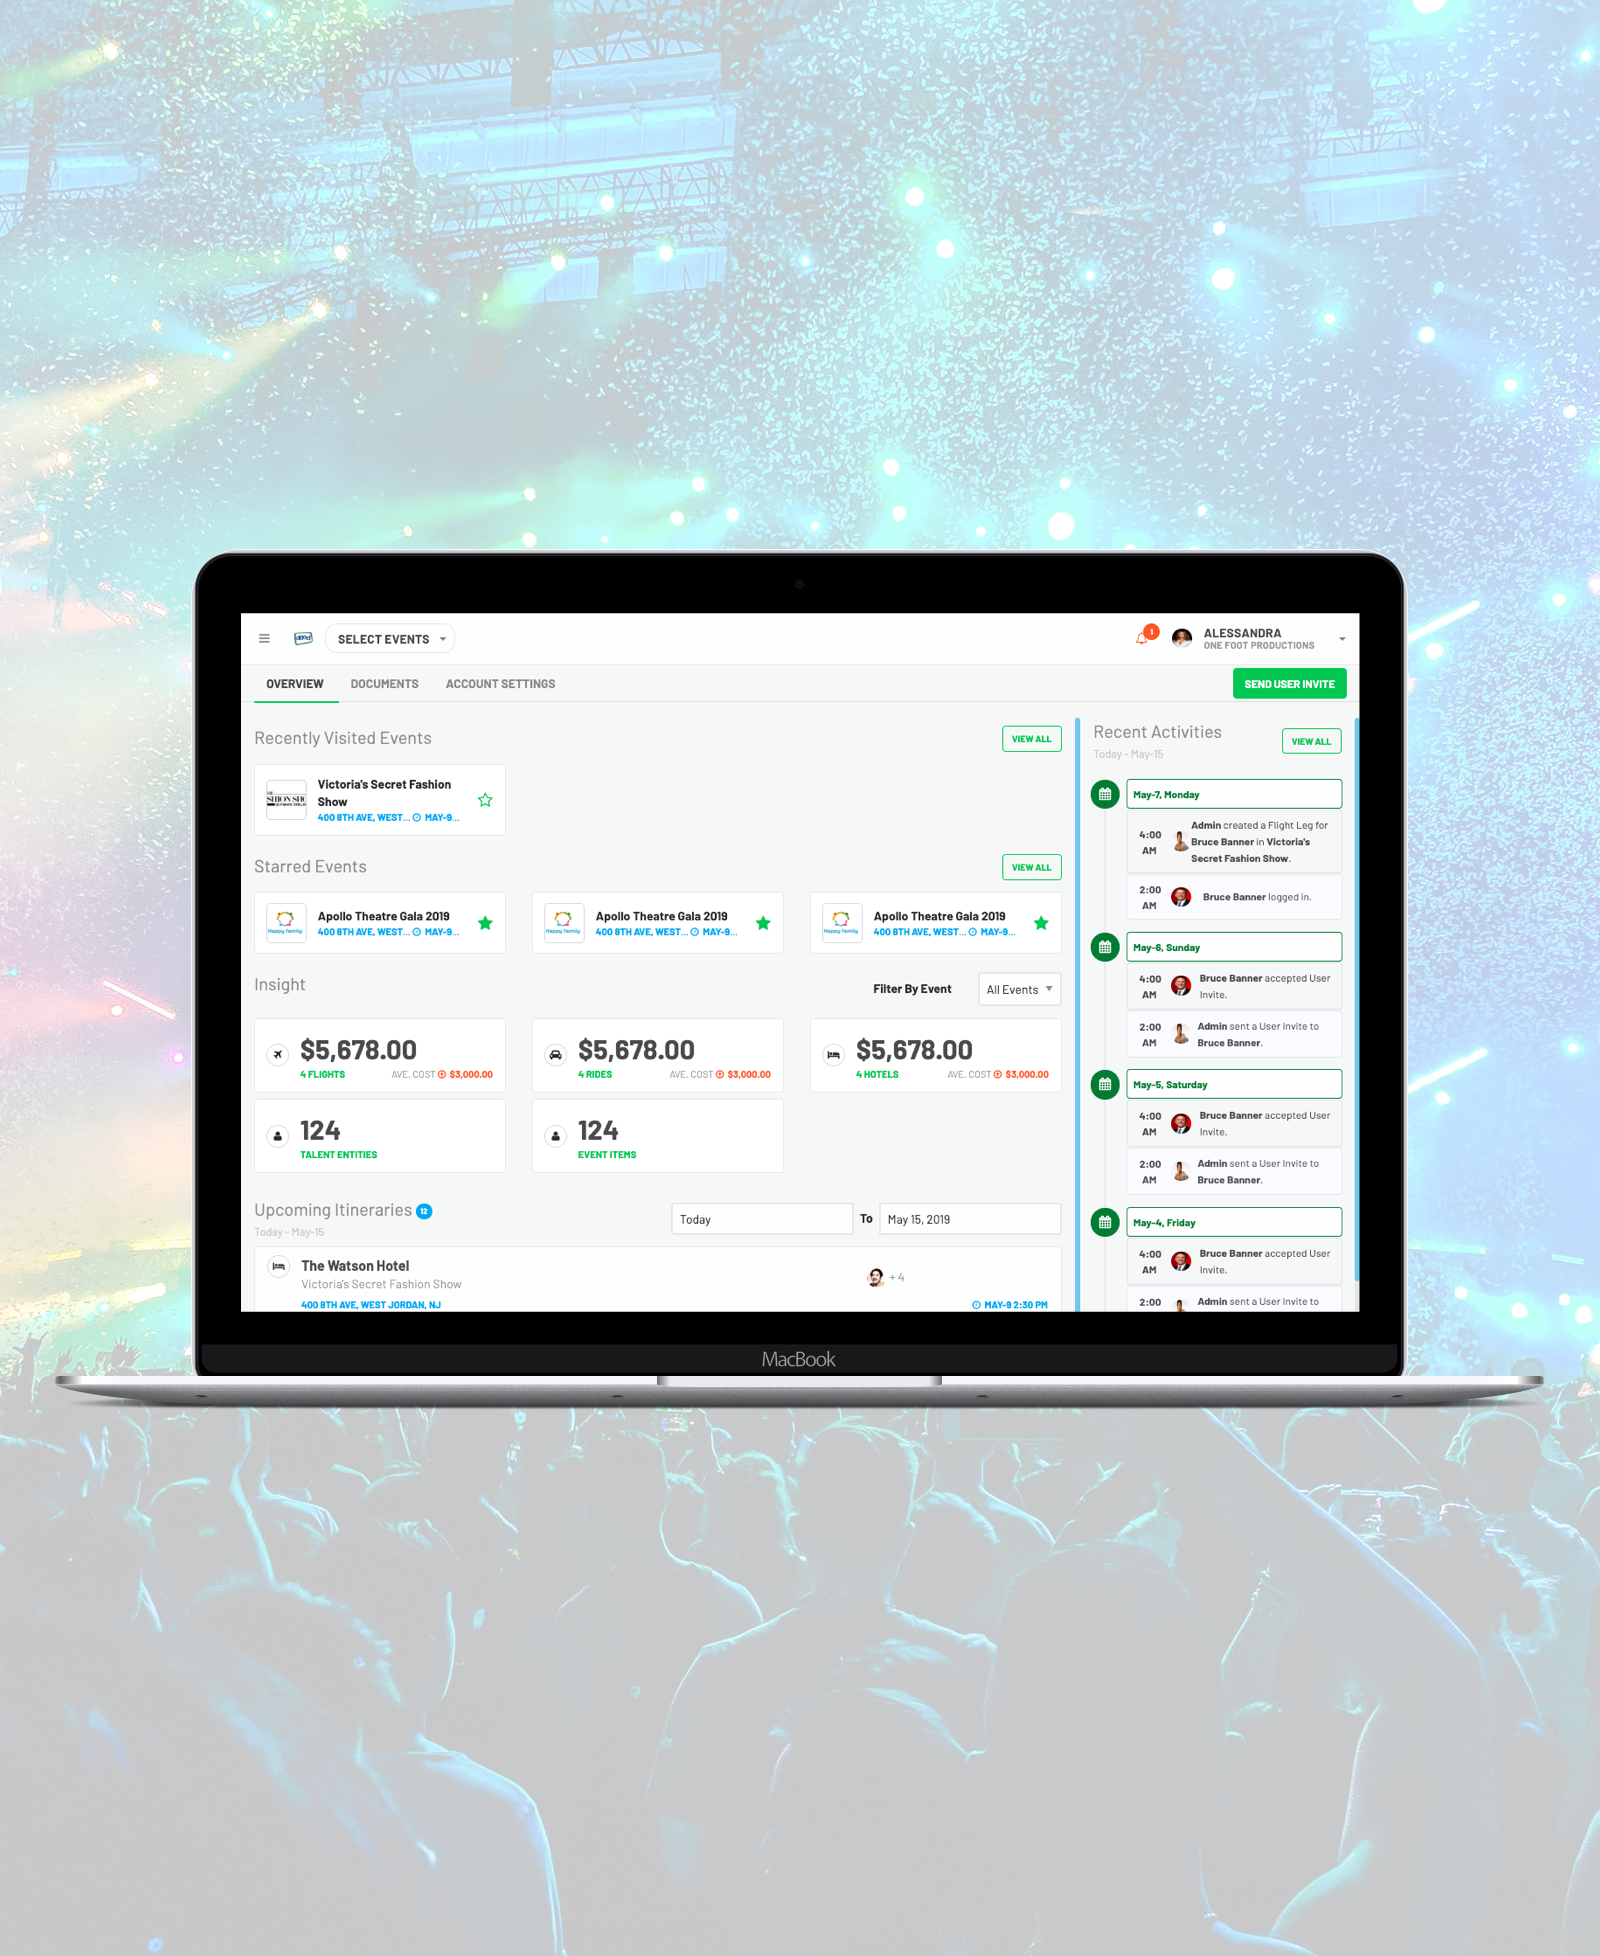 SELECT EVENTS
1
ALESSANDRA
ONE FOOT PRODUCTIONS
OVERVIEW
DOCUMENTS
ACCOUNT SETTINGS
SEND USER INVITE
Recently Visited Events
VIEW ALL
Victoria's Secret Fashion
Show
400 8TH AVE, WEST... MAY-9...
Starred Events
VIEW ALL
Apollo Theatre Gala 2019
400 8TH AVE, WEST... MAY-9...
Happy family
Apollo Theatre Gala 2019
400 8TH AVE, WEST... MAY-9...
Happy family
Apollo Theatre Gala 2019
400 8TH AVE, WEST... MAY-9...
Happy family
Insight
Filter By Event
All Events
$5,678.00
4 FLIGHTS
AVE. COST $3,000.00
$5,678.00
4 RIDES
AVE. COST $3,000.00
$5,678.00
4 HOTELS
AVE. COST $3,000.00
124
TALENT ENTITIES
124
EVENT ITEMS
Upcoming Itineraries 12
Today - May-15
Today
To
May 15, 2019
The Watson Hotel
Victoria's Secret Fashion Show
+ 4
400 8TH AVE, WEST JORDAN, NJ
MAY-9 2:30 PM
Recent Activities
Today - May-15
VIEW ALL
May-7, Monday
4:00
AM
Admin created a Flight Leg for
Bruce Banner in Victoria's
Secret Fashion Show.
2:00
AM
Bruce Banner logged in.
May-6, Sunday
4:00
AM
Bruce Banner accepted User
Invite.
2:00
AM
Admin sent a User Invite to
Bruce Banner.
May-5, Saturday
4:00
AM
Bruce Banner accepted User
Invite.
2:00
AM
Admin sent a User Invite to
Bruce Banner.
May-4, Friday
4:00
AM
Bruce Banner accepted User
Invite.
2:00
Admin sent a User Invite to
MacBook